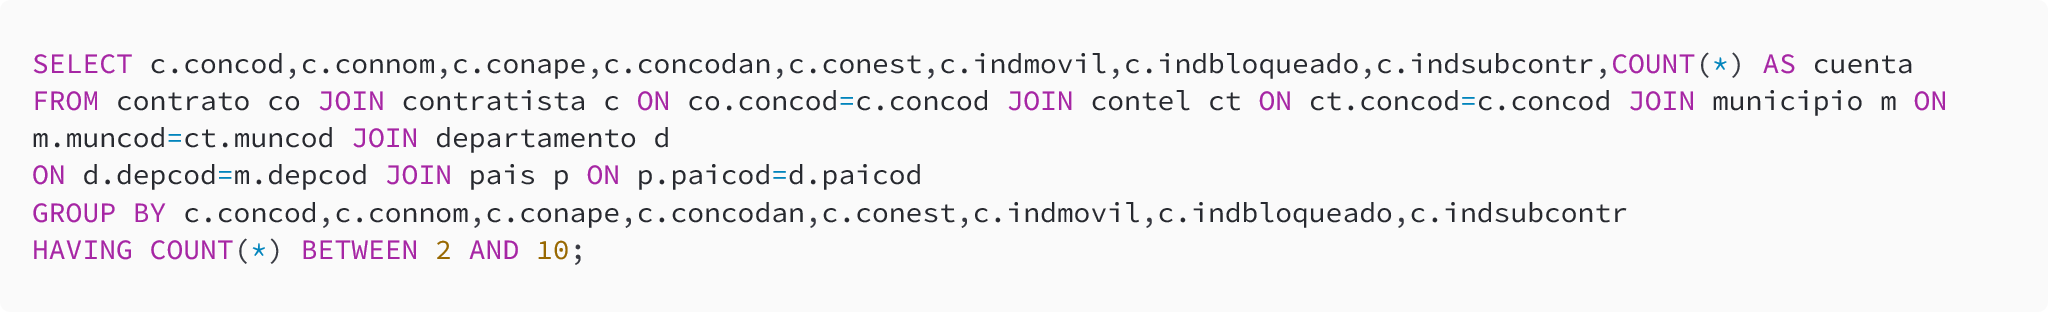 SELECT c.concod,c.connom,c.conape,c.concodan,c.conest,c.indmovil,c.indbloqueado,c.indsubcontr,COUNT(*) AS cuenta
FROM contrato co JOIN contratista c ON co.concod=c.concod JOIN contel ct ON ct.concod=c.concod JOIN municipio m ON
m.muncod=ct.muncod JOIN departamento d
ON d.depcod=m.depcod JOIN pais p ON p.paicod=d.paicod
GROUP BY c.concod,c.connom,c.conape,c.concodan,c.conest,c.indmovil,c.indbloqueado,c.indsubcontr
HAVING COUNT(*) BETWEEN 2 AND 10;